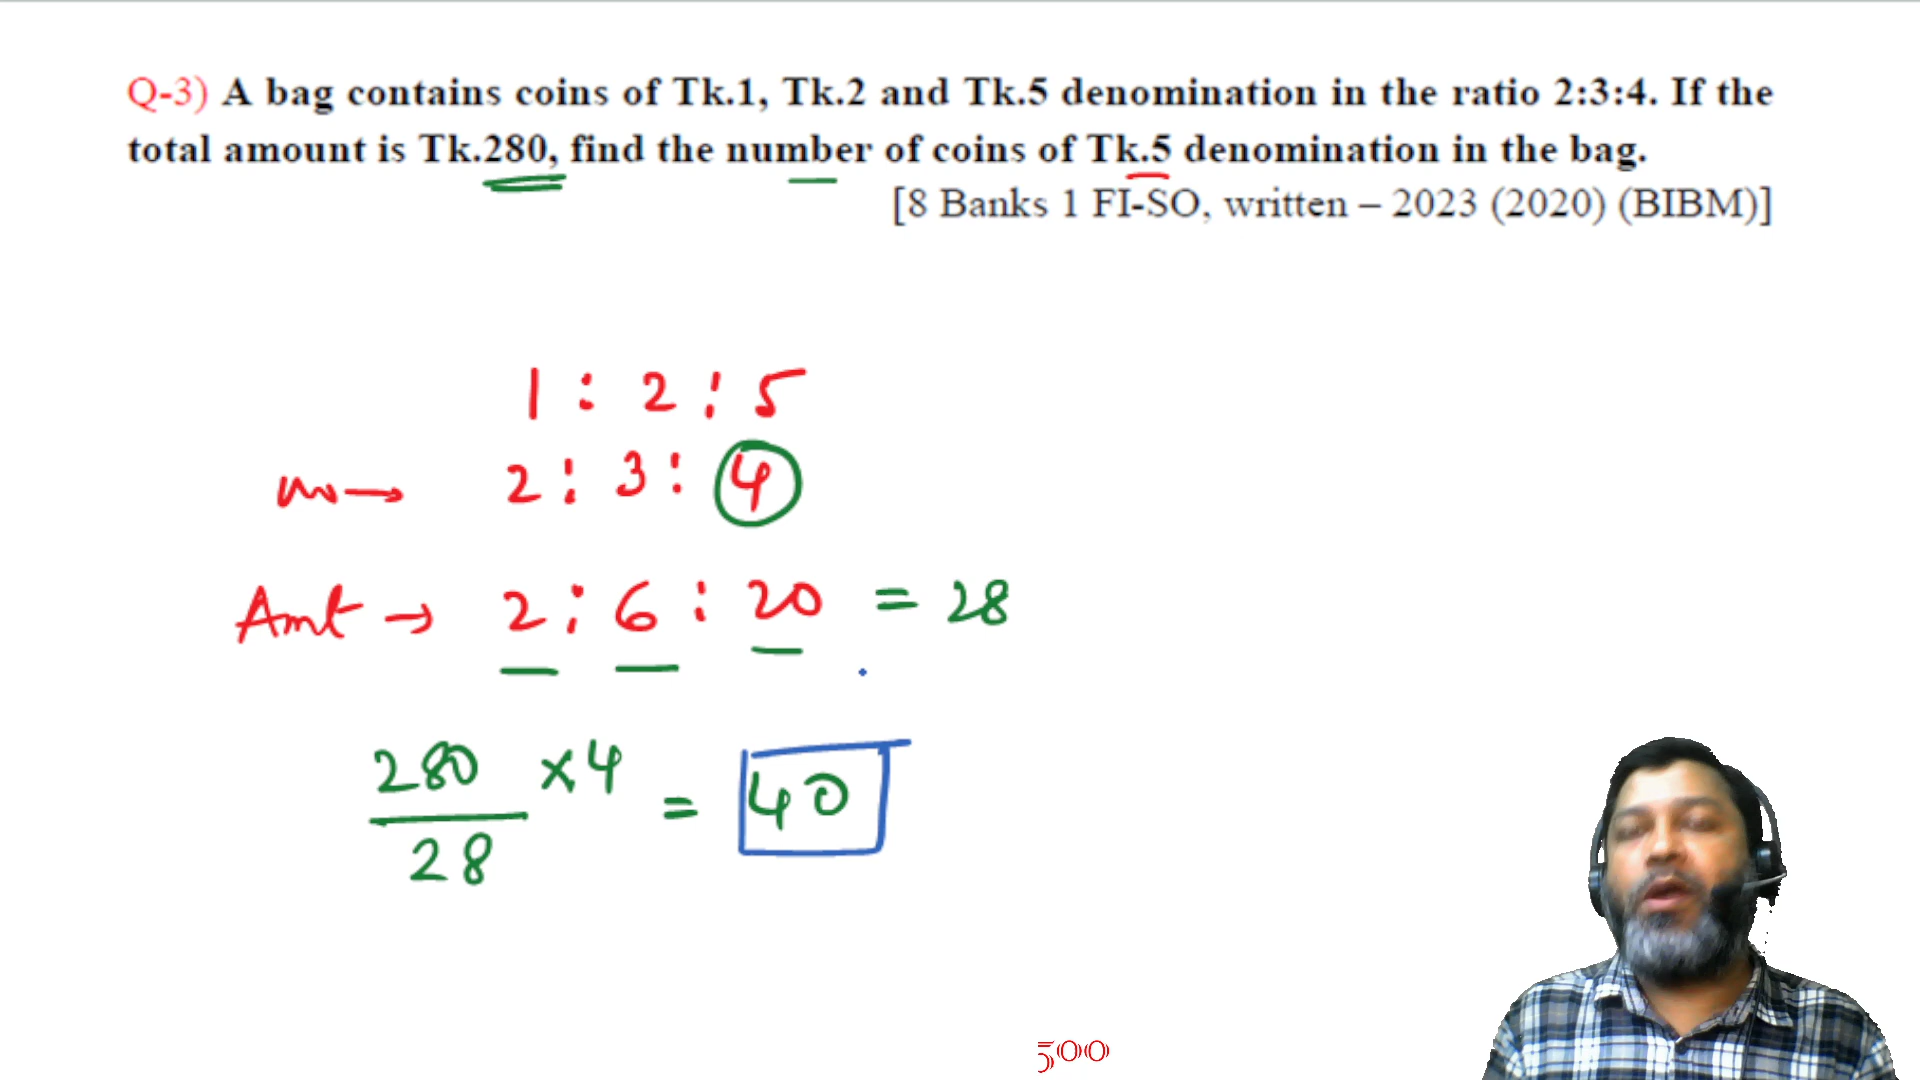 Q-3) A bag contains coins of Tk.1, Tk.2 and Tk.5 denomination in the ratio 2:3:4. If the
total amount is Tk.280, find the number of coins of Tk.5 denomination in the bag.
[8 Banks 1 FI-SO, written – 2023 (2020) (BIBM)]
1 : 2 : 5
→ 2 : 3 : 4
Amt → 2 : 6 : 20 = 28
280 × 4 = 40
28